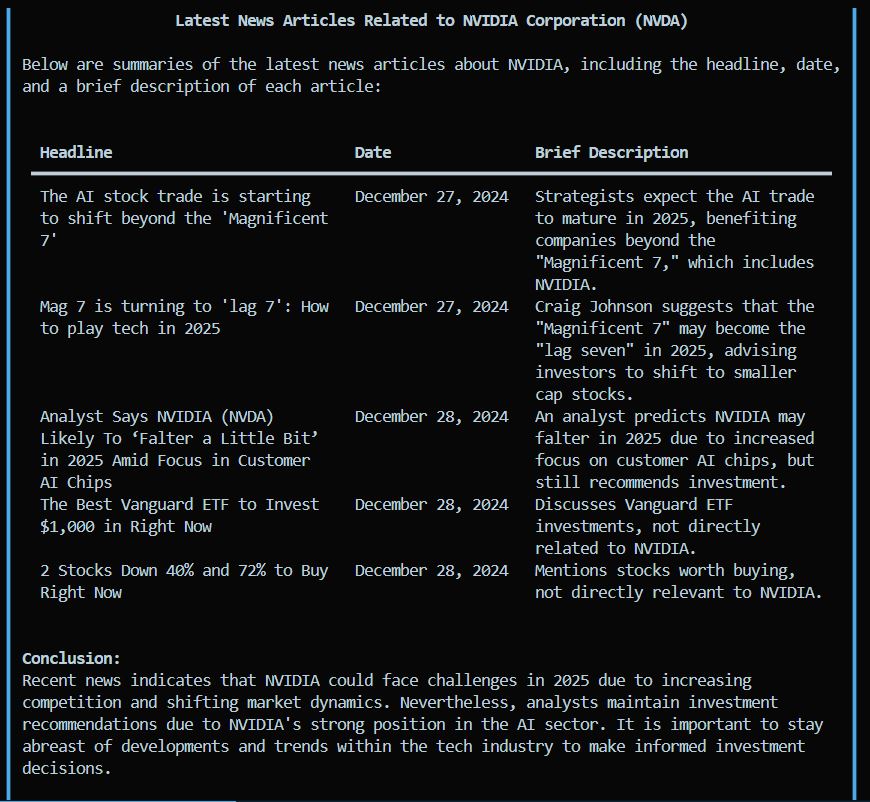 Latest News Articles Related to NVIDIA Corporation (NVDA)
Below are summaries of the latest news articles about NVIDIA, including the headline, date,
and a brief description of each article:
Headline Date Brief Description
The AI stock trade is starting December 27, 2024 Strategists expect the AI trade
to shift beyond the 'Magnificent to mature in 2025, benefiting
7' companies beyond the
"Magnificent 7," which includes
NVIDIA.
Mag 7 is turning to 'lag 7': How December 27, 2024 Craig Johnson suggests that the
to play tech in 2025 "Magnificent 7" may become the
"lag seven" in 2025, advising
investors to shift to smaller
cap stocks.
Analyst Says NVIDIA (NVDA) December 28, 2024 An analyst predicts NVIDIA may
Likely To ‘Falter a Little Bit’ falter in 2025 due to increased
in 2025 Amid Focus in Customer focus on customer AI chips, but
AI Chips still recommends investment.
The Best Vanguard ETF to Invest December 28, 2024 Discusses Vanguard ETF
$1,000 in Right Now investments, not directly
related to NVIDIA.
2 Stocks Down 40% and 72% to Buy December 28, 2024 Mentions stocks worth buying,
Right Now not directly relevant to NVIDIA.
Conclusion:
Recent news indicates that NVIDIA could face challenges in 2025 due to increasing
competition and shifting market dynamics. Nevertheless, analysts maintain investment
recommendations due to NVIDIA's strong position in the AI sector. It is important to stay
abreast of developments and trends within the tech industry to make informed investment
decisions.